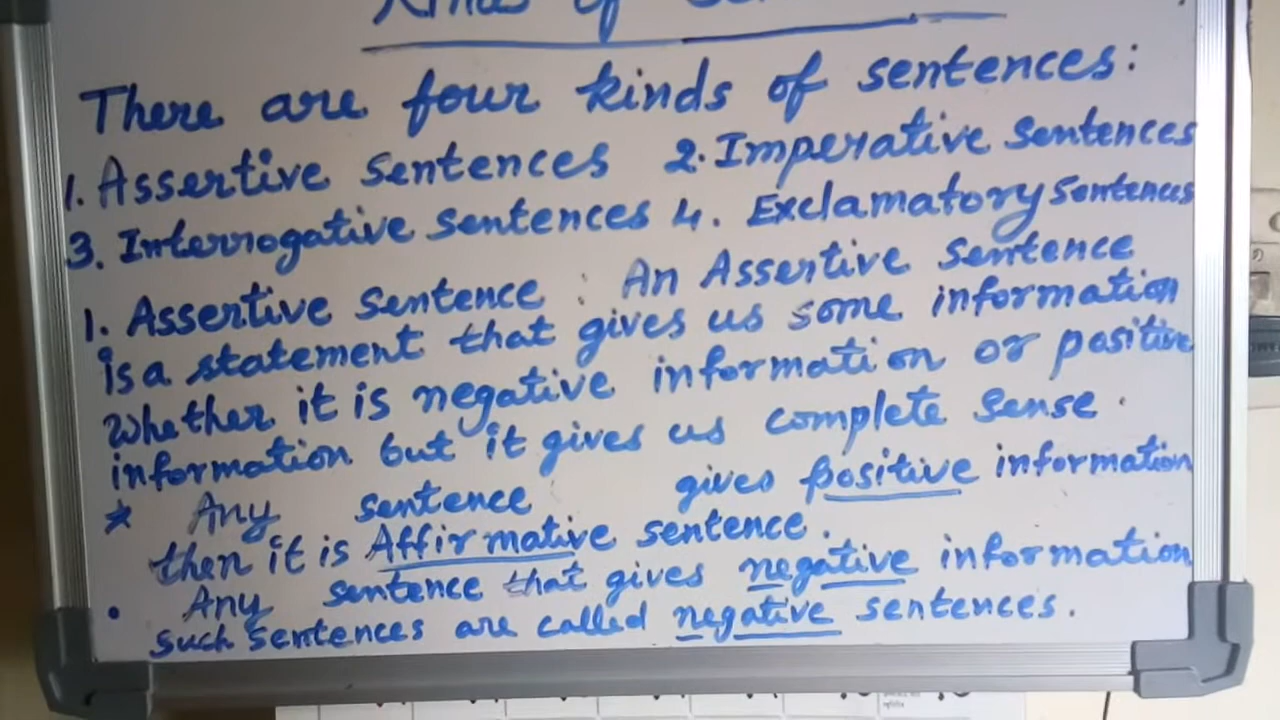 Kinds of
There are four kinds of sentences:
1. Assertive sentences 2. Imperative sentences
3. Interrogative sentences 4. Exclamatory sentences
1. Assertive sentence : An Assertive sentence
is a statement that gives us some information
Whether it is negative information or positive
information but it gives us complete sense.
* Any sentence gives positive information
then it is Affirmative sentence.
• Any sentence that gives negative information
such sentences are called negative sentences.